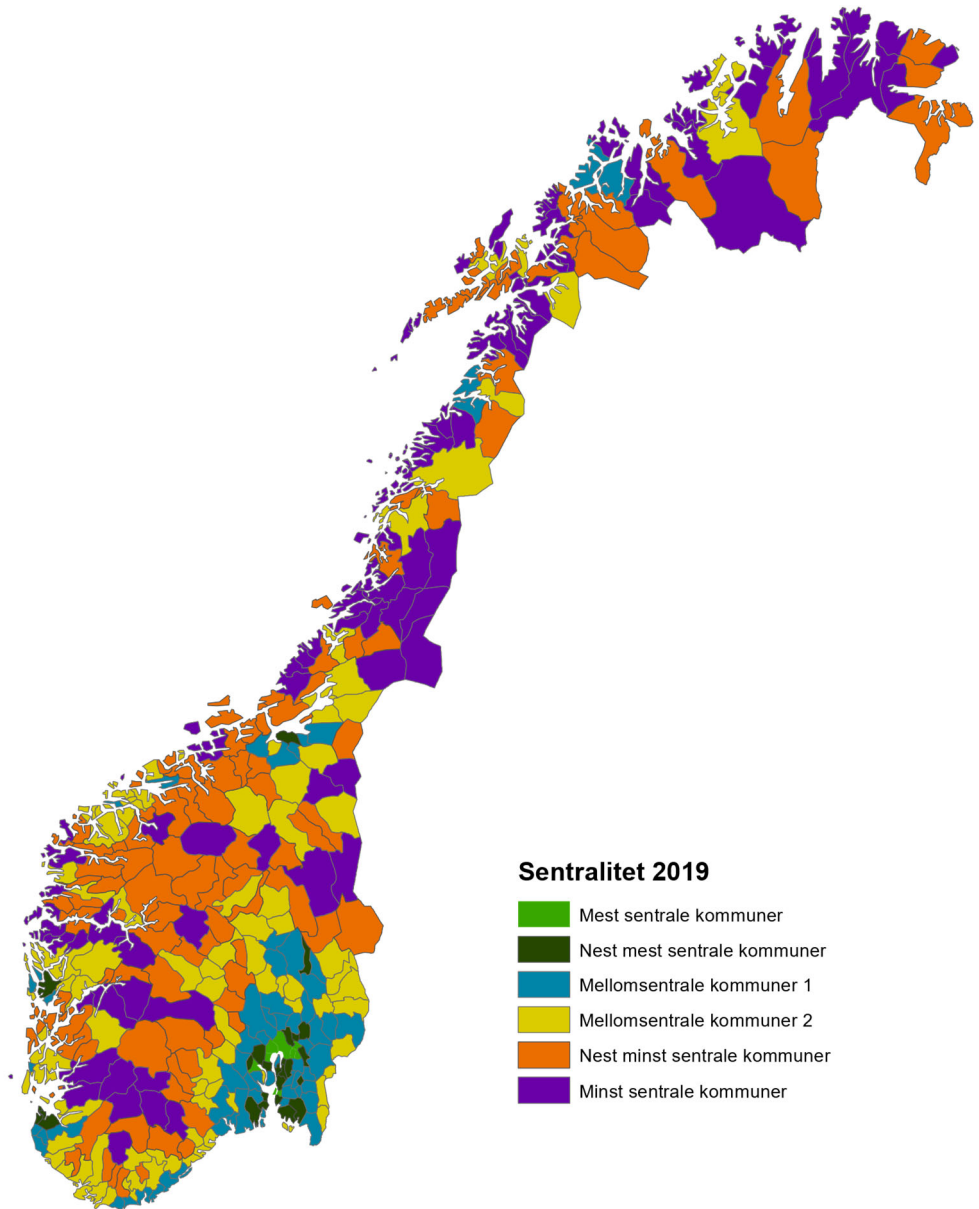 Sentralitet 2019
Mest sentrale kommuner
Nest mest sentrale kommuner
Mellomsentrale kommuner 1
Mellomsentrale kommuner 2
Nest minst sentrale kommuner
Minst sentrale kommuner